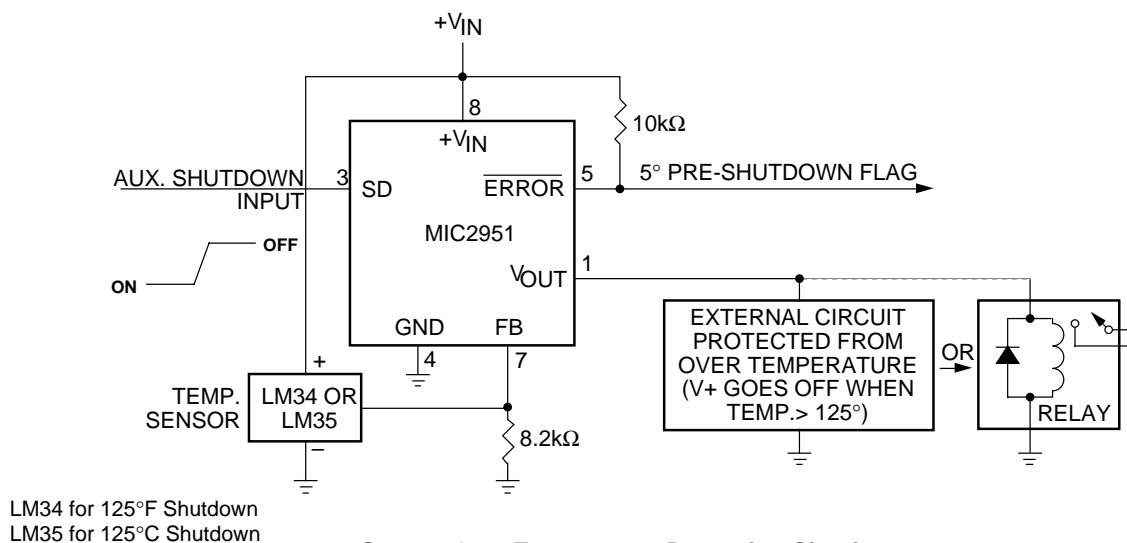 +VIN
8
+VIN
10kΩ
AUX. SHUTDOWN
INPUT
3
SD
ERROR
5
5° PRE-SHUTDOWN FLAG
MIC2951
OFF
ON
VOUT
1
GND
FB
4
7
EXTERNAL CIRCUIT
PROTECTED FROM
OVER TEMPERATURE
(V+ GOES OFF WHEN
TEMP.> 125°)
OR
RELAY
+
TEMP.
SENSOR
LM34 OR
LM35
–
8.2kΩ
LM34 for 125°F Shutdown
LM35 for 125°C Shutdown